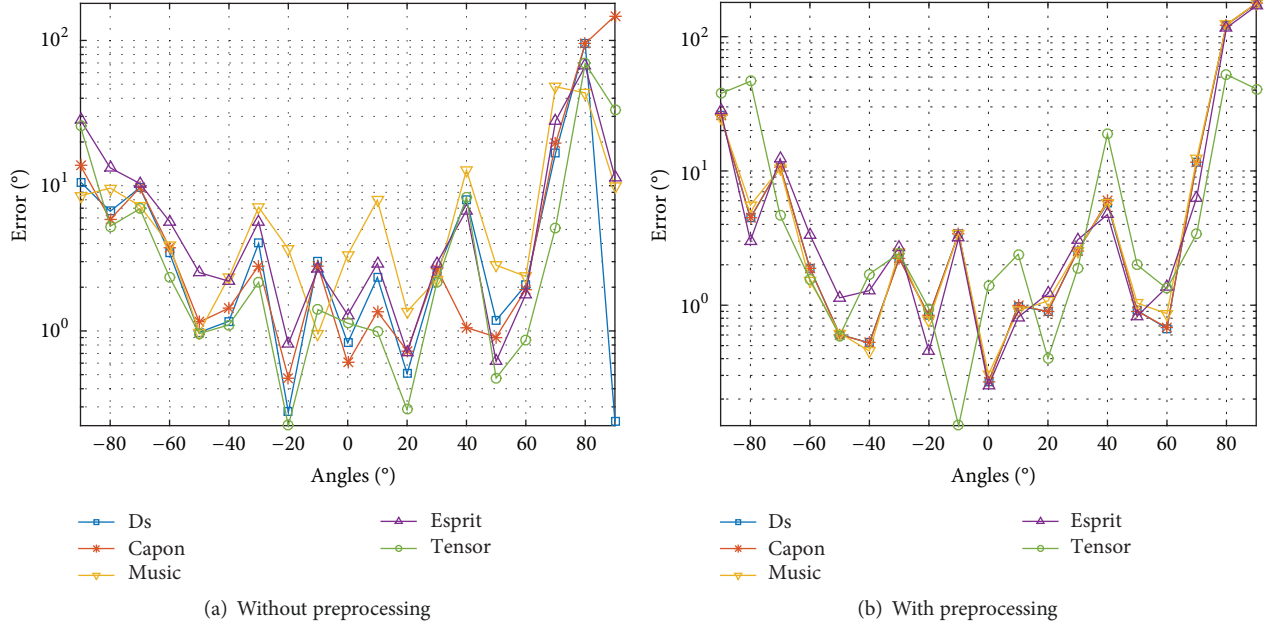 10²
10¹
10⁰
Error (°)
−80 −60 −40 −20 0 20 40 60 80
Angles (°)
Ds
Capon
Music
Esprit
Tensor
(a) Without preprocessing
10²
10¹
10⁰
Error (°)
−80 −60 −40 −20 0 20 40 60 80
Angles (°)
Ds
Capon
Music
Esprit
Tensor
(b) With preprocessing